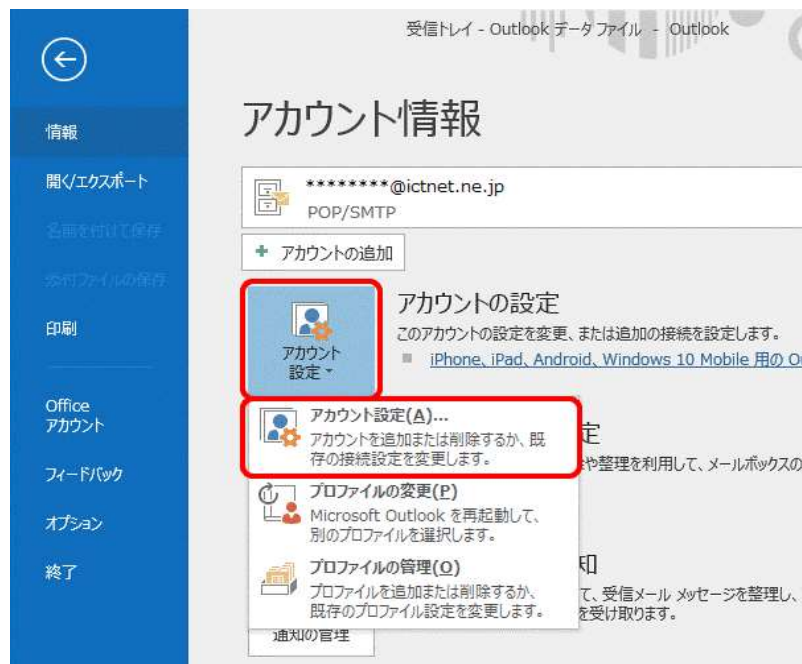 受信トレイ - Outlook データ ファイル - Outlook
情報
開く/エクスポート
名前を付けて保存
添付ファイルの保存
印刷
Office
アカウント
フィードバック
オプション
終了
アカウント情報
********@ictnet.ne.jp
POP/SMTP
+ アカウントの追加
アカウント
設定
アカウントの設定
このアカウントの設定を変更、または追加の接続を設定します。
iPhone、iPad、Android、Windows 10 Mobile 用の O
アカウント設定(A)...
アカウントを追加または削除するか、既
存の接続設定を変更します。
定
や整理を利用して、メールボックスの
プロファイルの変更(P)
Microsoft Outlook を再起動して、
別のプロファイルを選択します。
プロファイルの管理(O)
プロファイルを追加または削除するか、
既存のプロファイル設定を変更します。
知
て、受信メール メッセージを整理し、
を受け取ります。
通知の管理